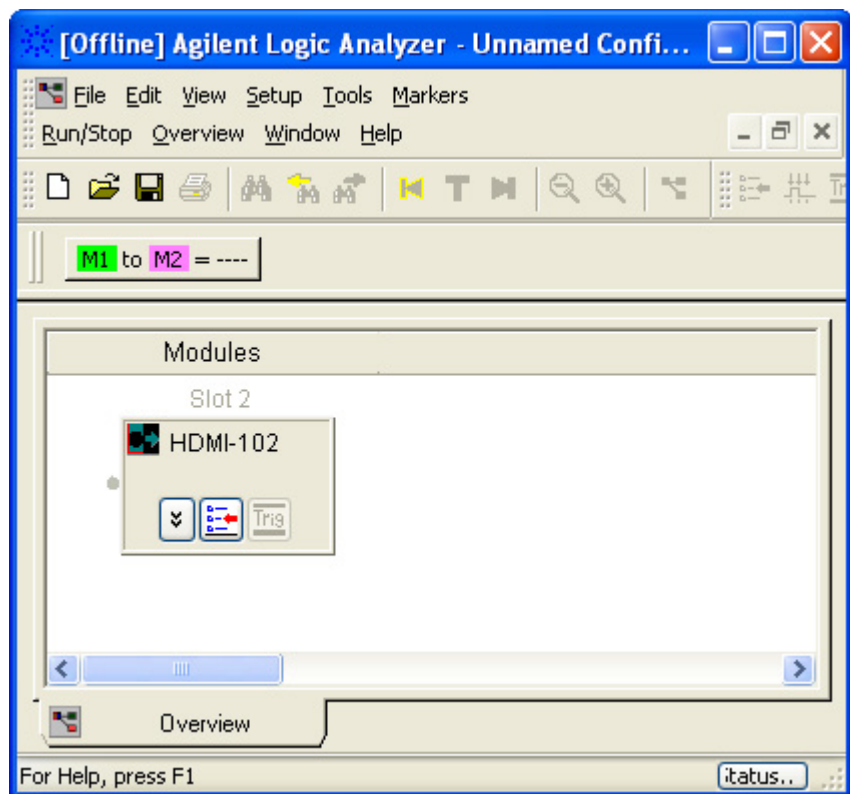 [Offline] Agilent Logic Analyzer - Unnamed Confi...
File Edit View Setup Tools Markers
Run/Stop Overview Window Help
T
M1 to M2 = ----
Modules
Slot 2
HDMI-102
Trig
Overview
For Help, press F1
itatus..